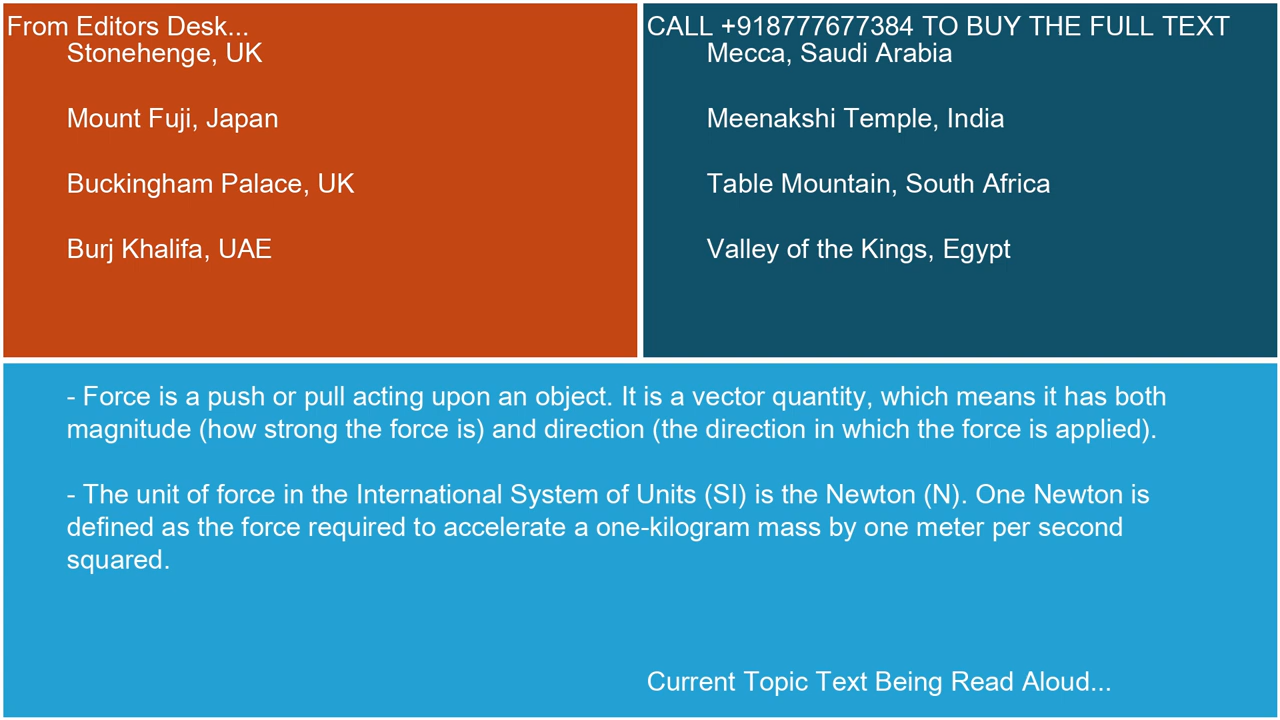 From Editors Desk...
Stonehenge, UK
Mount Fuji, Japan
Buckingham Palace, UK
Burj Khalifa, UAE
CALL +918777677384 TO BUY THE FULL TEXT
Mecca, Saudi Arabia
Meenakshi Temple, India
Table Mountain, South Africa
Valley of the Kings, Egypt
- Force is a push or pull acting upon an object. It is a vector quantity, which means it has both
magnitude (how strong the force is) and direction (the direction in which the force is applied).
- The unit of force in the International System of Units (SI) is the Newton (N). One Newton is
defined as the force required to accelerate a one-kilogram mass by one meter per second
squared.
Current Topic Text Being Read Aloud...